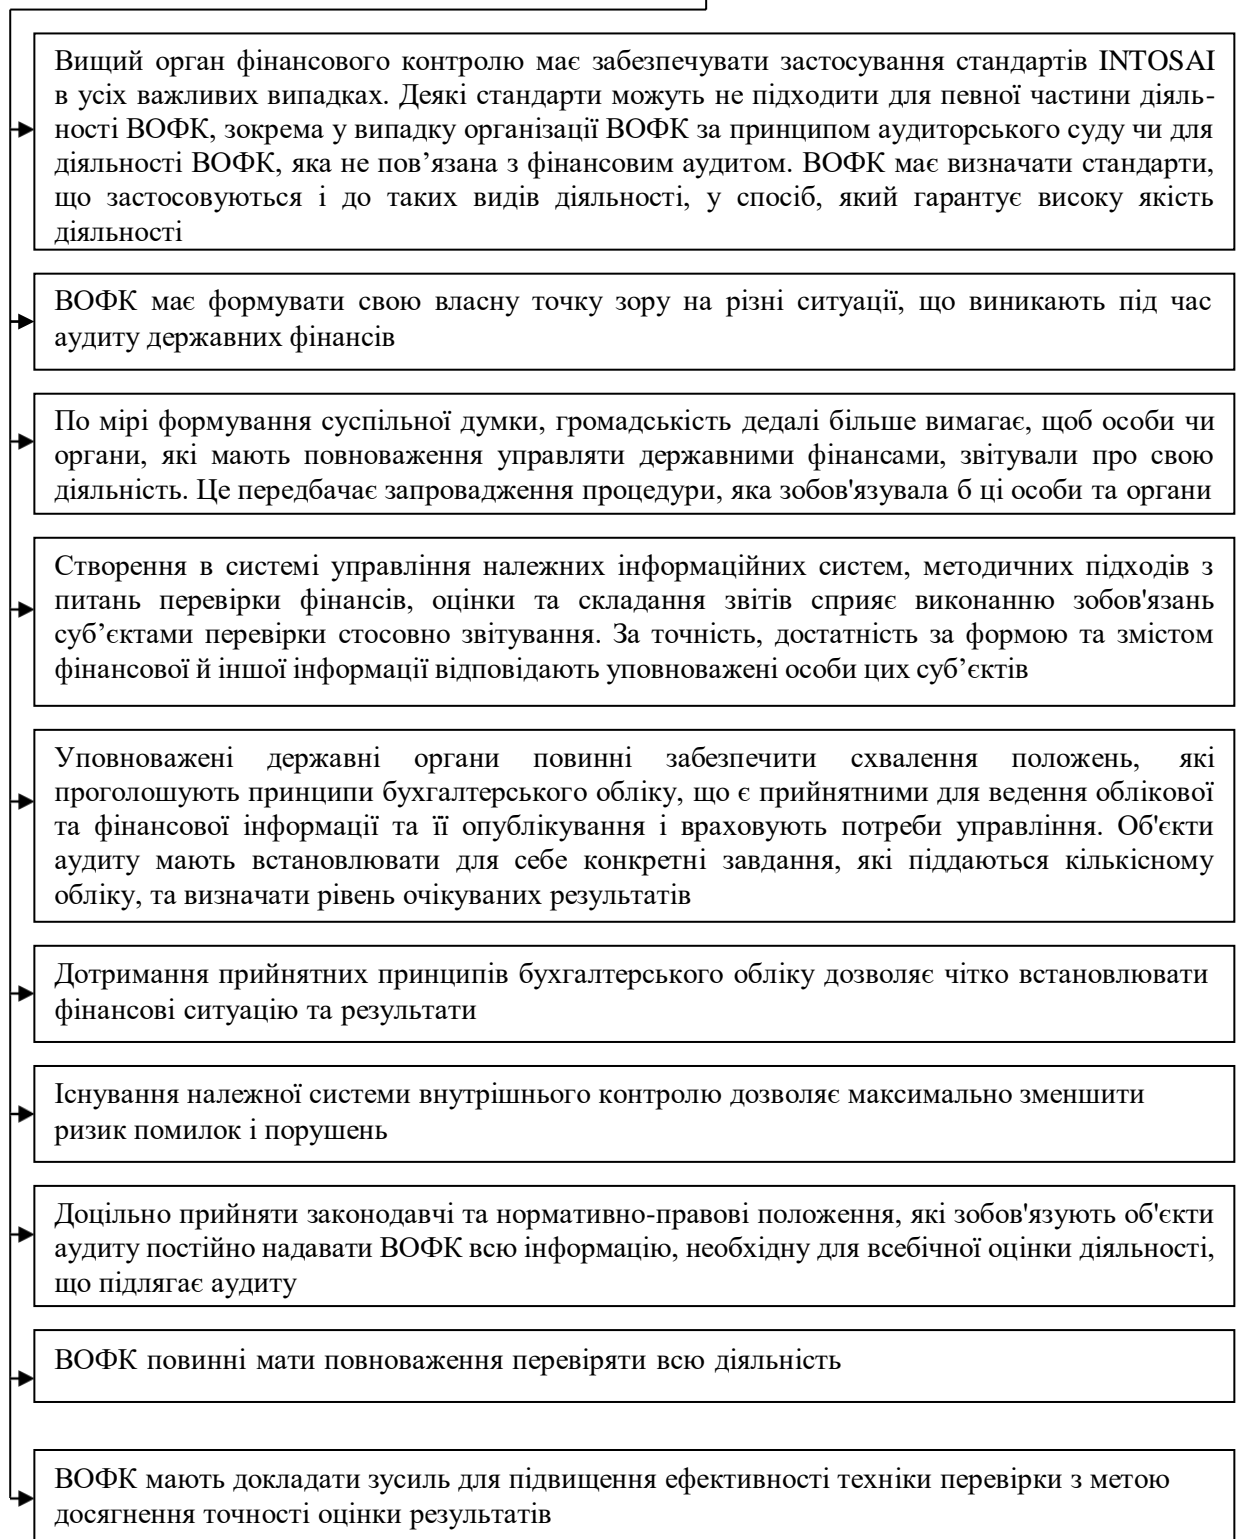 Вищий орган фінансового контролю має забезпечувати застосування стандартів INTOSAI
в усіх важливих випадках. Деякі стандарти можуть не підходити для певної частини діяль-
ності ВОФК, зокрема у випадку організації ВОФК за принципом аудиторського суду чи для
діяльності ВОФК, яка не пов’язана з фінансовим аудитом. ВОФК має визначати стандарти,
що застосовуються і до таких видів діяльності, у спосіб, який гарантує високу якість
діяльності
ВОФК має формувати свою власну точку зору на різні ситуації, що виникають під час
аудиту державних фінансів
По мірі формування суспільної думки, громадськість дедалі більше вимагає, щоб особи чи
органи, які мають повноваження управляти державними фінансами, звітували про свою
діяльність. Це передбачає запровадження процедури, яка зобов'язувала б ці особи та органи
Створення в системі управління належних інформаційних систем, методичних підходів з
питань перевірки фінансів, оцінки та складання звітів сприяє виконанню зобов'язань
суб’єктами перевірки стосовно звітування. За точність, достатність за формою та змістом
фінансової й іншої інформації відповідають уповноважені особи цих суб’єктів
Уповноважені державні органи повинні забезпечити схвалення положень, які
проголошують принципи бухгалтерського обліку, що є прийнятними для ведення облікової
та фінансової інформації та її опублікування і враховують потреби управління. Об'єкти
аудиту мають встановлювати для себе конкретні завдання, які піддаються кількісному
обліку, та визначати рівень очікуваних результатів
Дотримання прийнятних принципів бухгалтерського обліку дозволяє чітко встановлювати
фінансові ситуацію та результати
Існування належної системи внутрішнього контролю дозволяє максимально зменшити
ризик помилок і порушень
Доцільно прийняти законодавчі та нормативно-правові положення, які зобов'язують об'єкти
аудиту постійно надавати ВОФК всю інформацію, необхідну для всебічної оцінки діяльності,
що підлягає аудиту
ВОФК повинні мати повноваження перевіряти всю діяльність
ВОФК мають докладати зусиль для підвищення ефективності техніки перевірки з метою
досягнення точності оцінки результатів